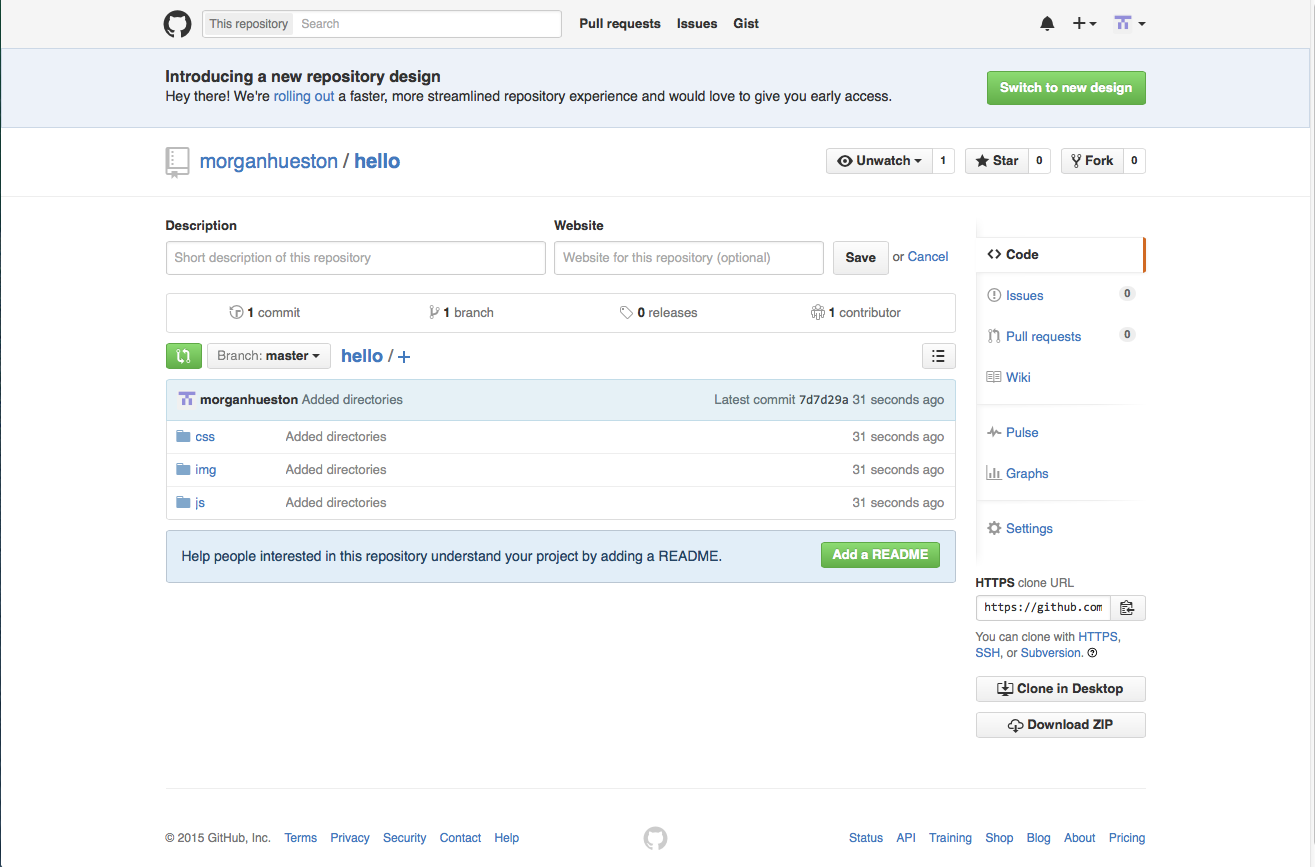 This repository Search Pull requests Issues Gist
Introducing a new repository design
Hey there! We're rolling out a faster, more streamlined repository experience and would love to give you early access.
Switch to new design
morganhueston / hello
Unwatch 1 Star 0 Fork 0
Description Website
Short description of this repository Website for this repository (optional) Save or Cancel
1 commit 1 branch 0 releases 1 contributor
Branch: master hello / +
morganhueston Added directories Latest commit 7d7d29a 31 seconds ago
css Added directories 31 seconds ago
img Added directories 31 seconds ago
js Added directories 31 seconds ago
Help people interested in this repository understand your project by adding a README. Add a README
Code
Issues 0
Pull requests 0
Wiki
Pulse
Graphs
Settings
HTTPS clone URL
https://github.com
You can clone with HTTPS,
SSH, or Subversion.
Clone in Desktop
Download ZIP
© 2015 GitHub, Inc. Terms Privacy Security Contact Help Status API Training Shop Blog About Pricing